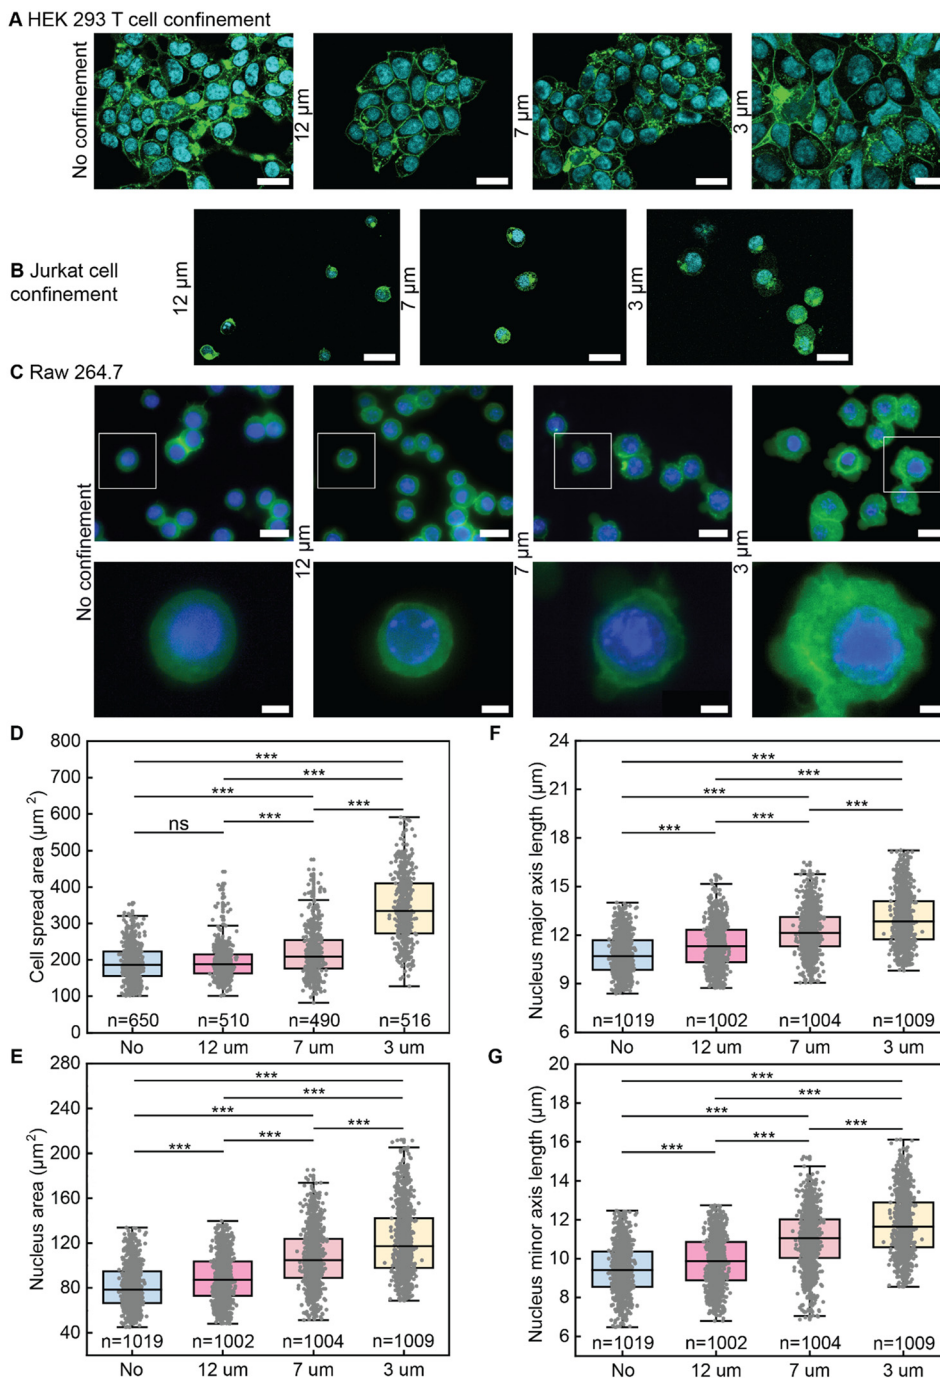 A HEK 293 T cell confinement
No confinement
12 µm
7 µm
3 µm
B Jurkat cell
confinement
12 µm
7 µm
3 µm
C Raw 264.7
No confinement
12 µm
7 µm
3 µm
D
Cell spread area (µm⁻²)
800
700
600
500
400
300
200
100
0
***
***
***
***
ns
***
n=650
n=510
n=490
n=516
No
12 um
7 um
3 um
F
Nucleus major axis length (µm)
24
21
18
15
12
9
6
***
***
***
***
***
***
n=1019
n=1002
n=1004
n=1009
No
12 um
7 um
3 um
E
Nucleus area (µm²)
280
240
200
160
120
80
40
***
***
***
***
***
***
n=1019
n=1002
n=1004
n=1009
No
12 um
7 um
3 um
G
Nucleus minor axis length (µm)
20
18
16
14
12
10
8
6
***
***
***
***
***
***
n=1019
n=1002
n=1004
n=1009
No
12 um
7 um
3 um